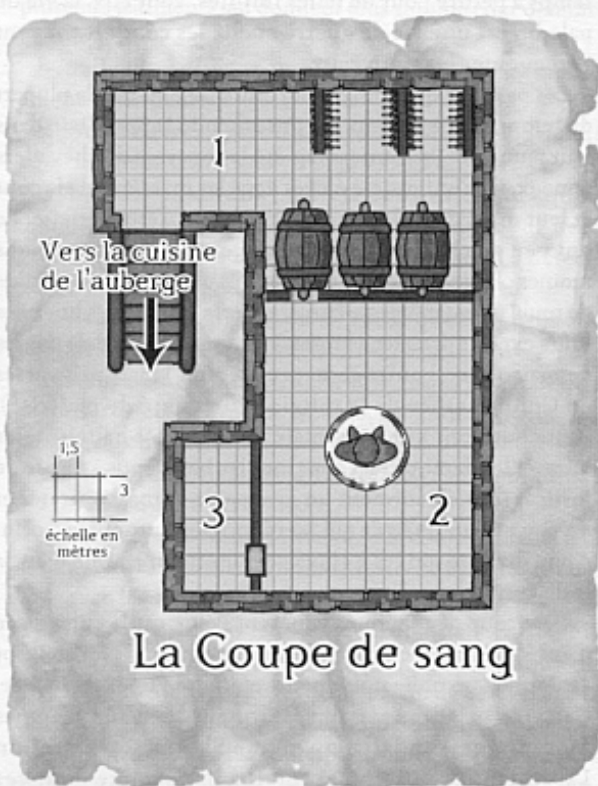 1
Vers la cuisine
de l'auberge
1,5
3
échelle en
mètres
3
2
La Coupe de sang